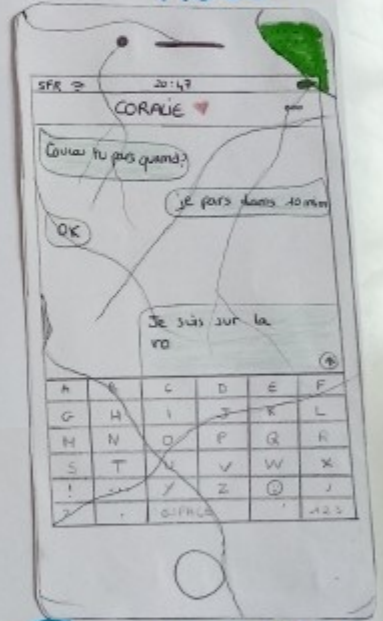 SFR 20:47
CORALIE
Coucou tu pars quand?
je pars dans 10 min
OK
Je suis sur la
ro
A B C D E F
G H I J K L
M N O P Q R
S T U V W X
! ... Y Z ,
? . ESPACE ' 123